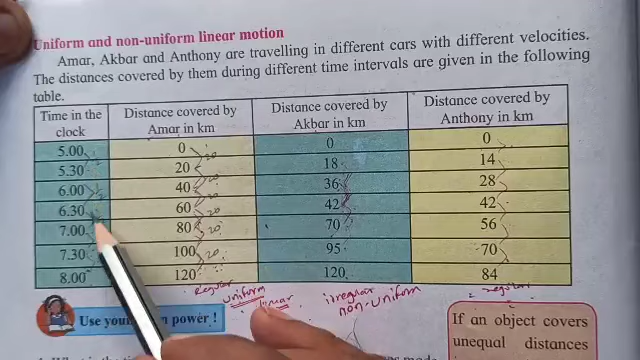 Uniform and non-uniform linear motion
Amar, Akbar and Anthony are travelling in different cars with different velocities.
The distances covered by them during different time intervals are given in the following
table.
Time in the clock Distance covered by Amar in km Distance covered by Akbar in km Distance covered by Anthony in km
5.00 0 0 0
5.30 20 18 14
6.00 40 36 28
6.30 60 42 42
7.00 80 70 56
7.30 100 95 70
8.00 120 120 84
20
20
20
20
20
regular
uniform
linear
irregular
non-uniform
regular
Use your n power !
If an object covers
unequal distances